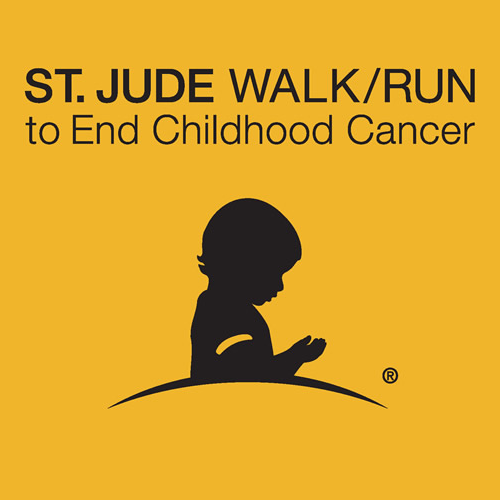 ST. JUDE WALK/RUN
to End Childhood Cancer
®